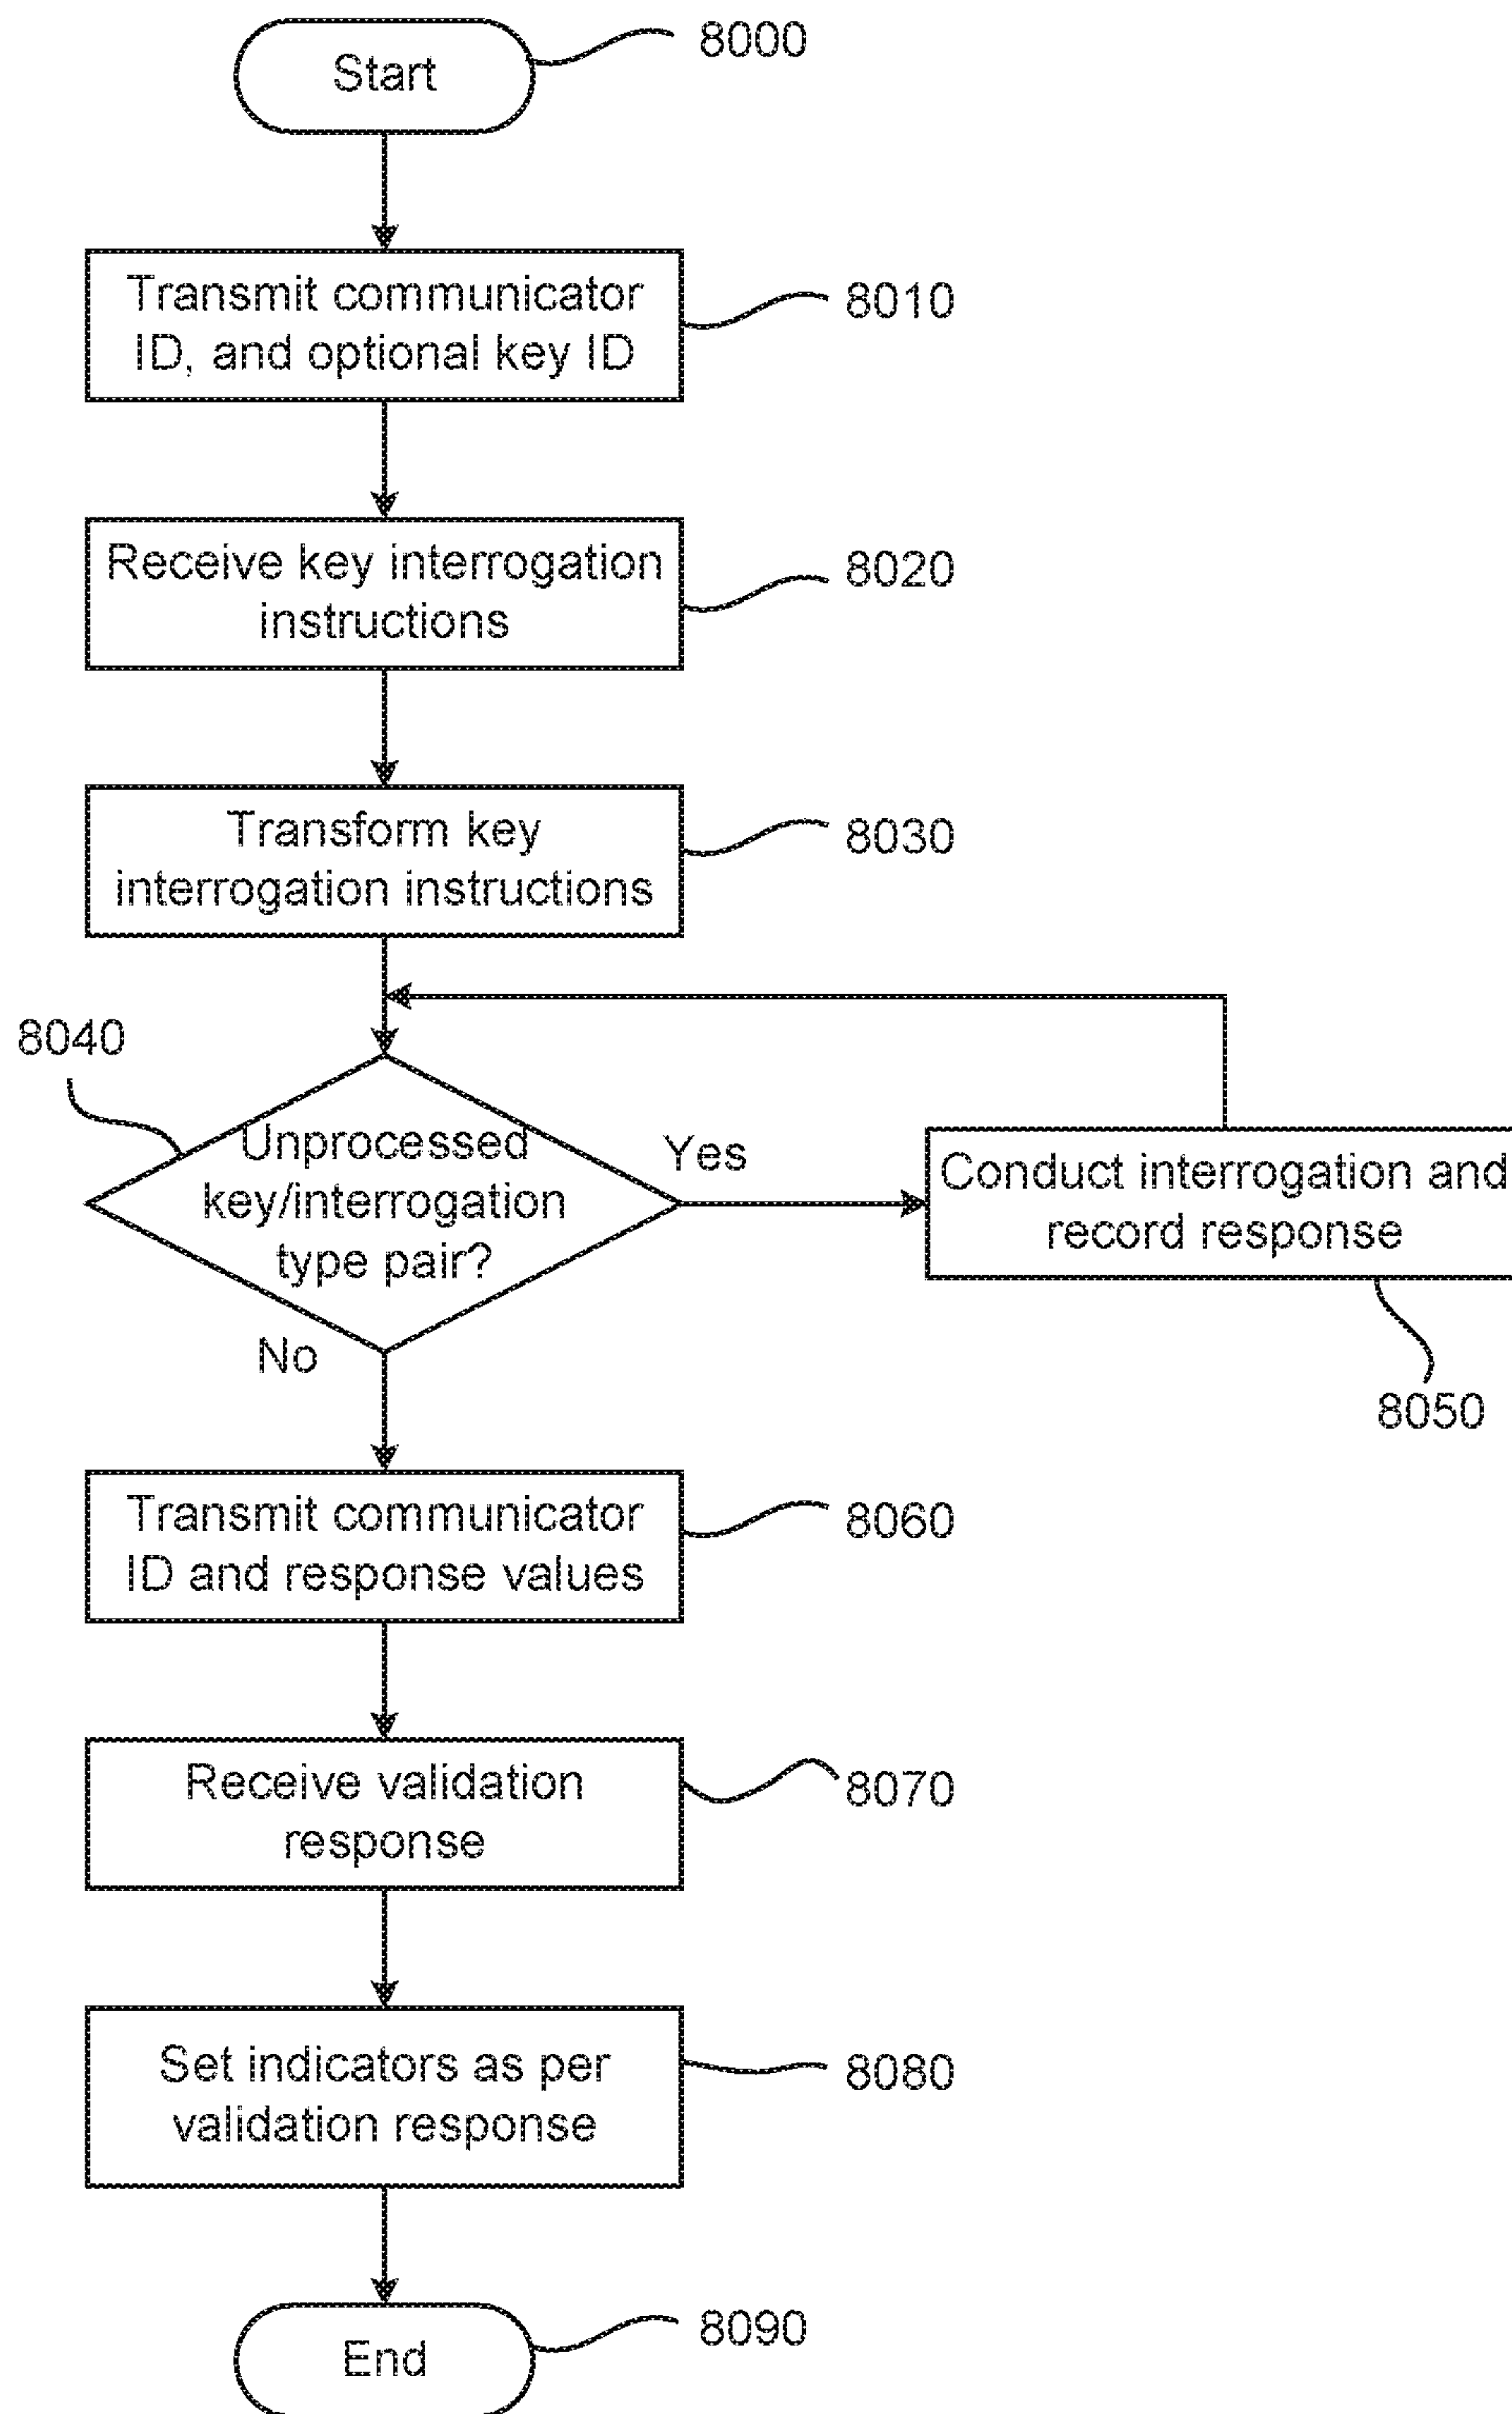 Start
8000
Transmit communicator
ID, and optional key ID
8010
Receive key interrogation
instructions
8020
Transform key
interrogation instructions
8030
8040
Unprocessed
key/interrogation
type pair?
Yes
Conduct interrogation and
record response
8050
No
Transmit communicator
ID and response values
8060
Receive validation
response
8070
Set indicators as per
validation response
8080
End
8090